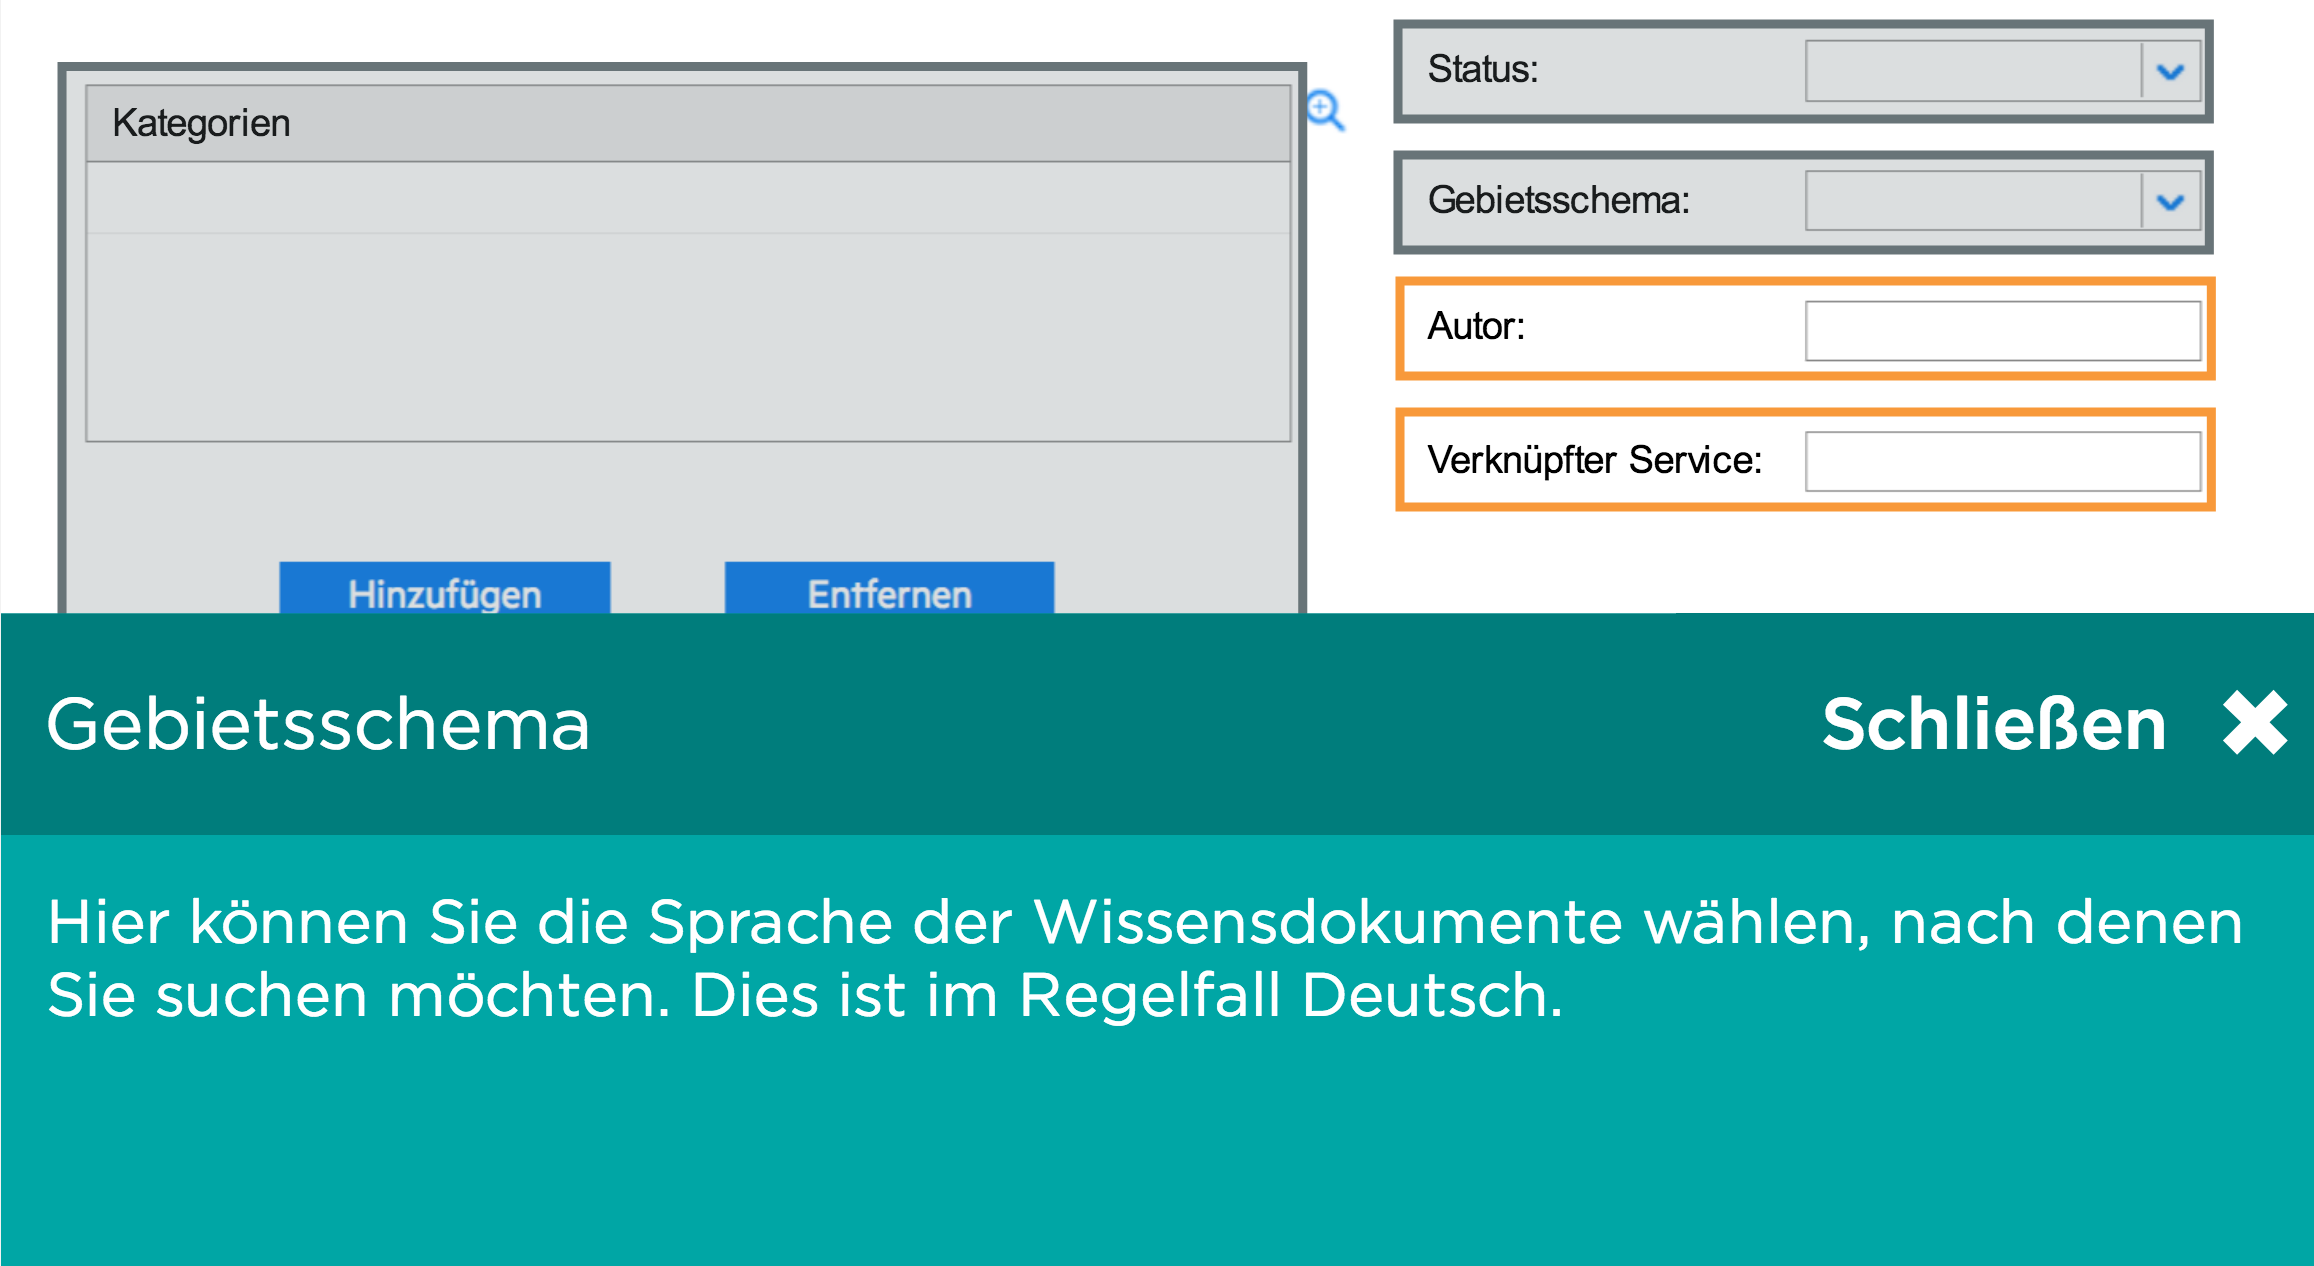 Kategorien
Status:
Gebietsschema:
Autor:
Verknüpfter Service:
Hinzufügen
Entfernen
Gebietsschema
Schließen
Hier können Sie die Sprache der Wissensdokumente wählen, nach denen
Sie suchen möchten. Dies ist im Regelfall Deutsch.